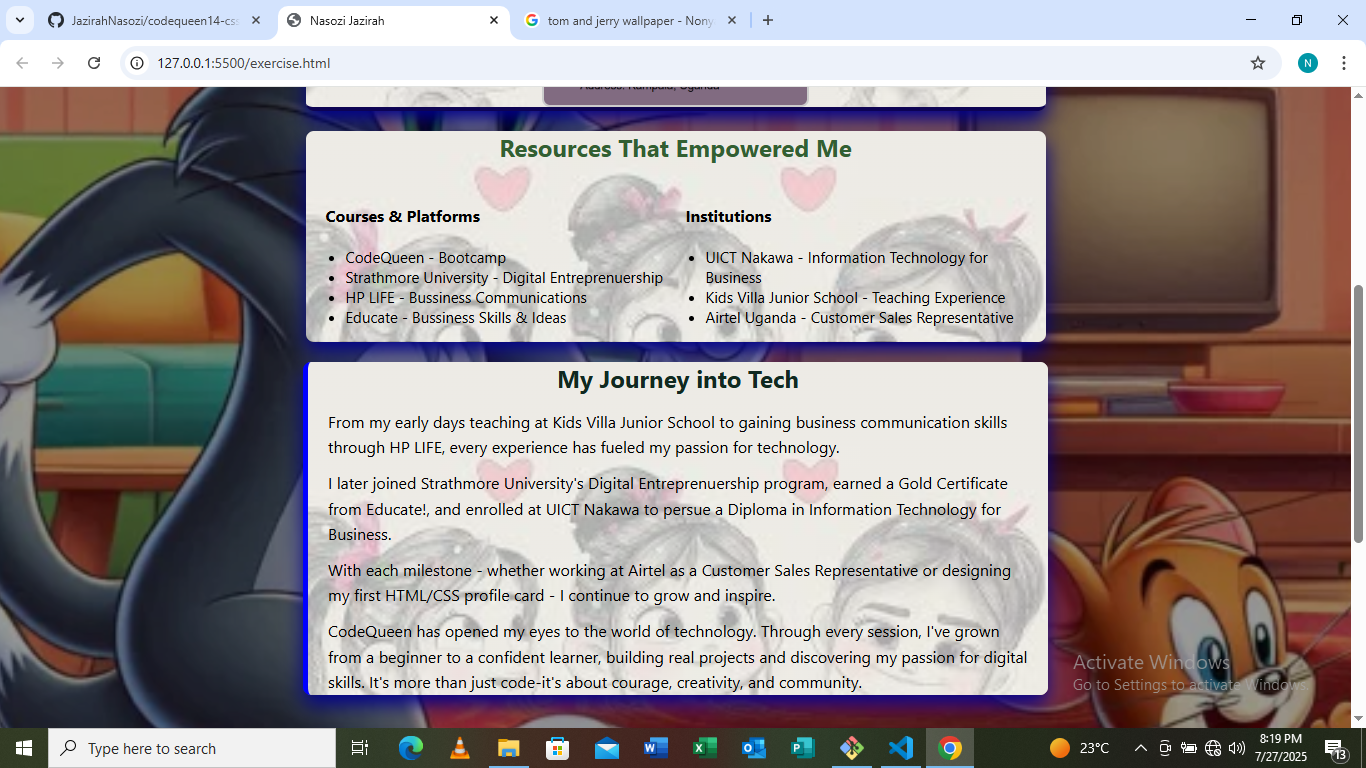 JazirahNasozi/codequeen14-css
Nasozi Jazirah
tom and jerry wallpaper - Nony
127.0.0.1:5500/exercise.html
N
Address: Kampala, Uganda
Resources That Empowered Me
Courses & Platforms
CodeQueen - Bootcamp
Strathmore University - Digital Entreprenuership
HP LIFE - Bussiness Communications
Educate - Bussiness Skills & Ideas
Institutions
UICT Nakawa - Information Technology for
Business
Kids Villa Junior School - Teaching Experience
Airtel Uganda - Customer Sales Representative
My Journey into Tech
From my early days teaching at Kids Villa Junior School to gaining business communication skills
through HP LIFE, every experience has fueled my passion for technology.
I later joined Strathmore University's Digital Entreprenuership program, earned a Gold Certificate
from Educate!, and enrolled at UICT Nakawa to persue a Diploma in Information Technology for
Business.
With each milestone - whether working at Airtel as a Customer Sales Representative or designing
my first HTML/CSS profile card - I continue to grow and inspire.
CodeQueen has opened my eyes to the world of technology. Through every session, I've grown
from a beginner to a confident learner, building real projects and discovering my passion for digital
skills. It's more than just code-it's about courage, creativity, and community.
Activate Windows
Go to Settings to activate Windows.
Type here to search
23°C
8:19 PM
7/27/2025
13